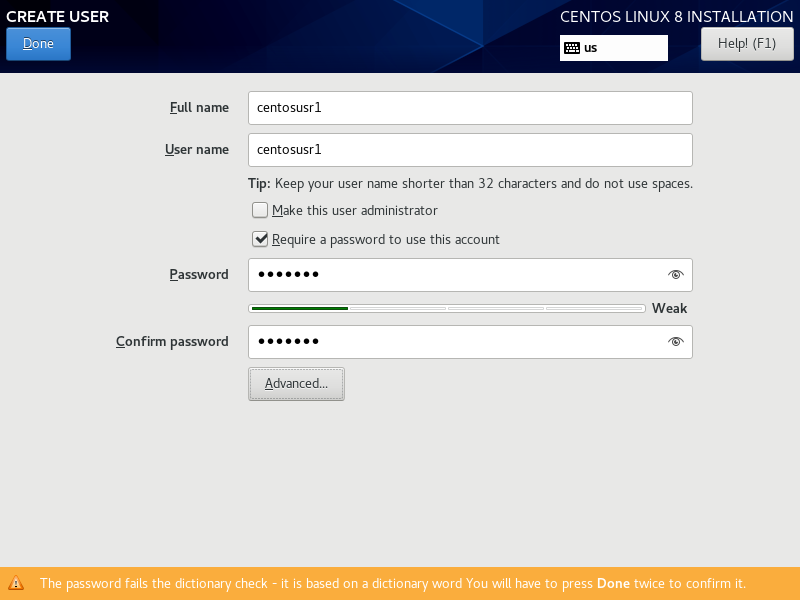 CREATE USER
CENTOS LINUX 8 INSTALLATION
Done
us
Help! (F1)
Full name
centosusr1
User name
centosusr1
Tip: Keep your user name shorter than 32 characters and do not use spaces.
Make this user administrator
Require a password to use this account
Password
•••••••
Weak
Confirm password
•••••••
Advanced...
The password fails the dictionary check - it is based on a dictionary word You will have to press Done twice to confirm it.